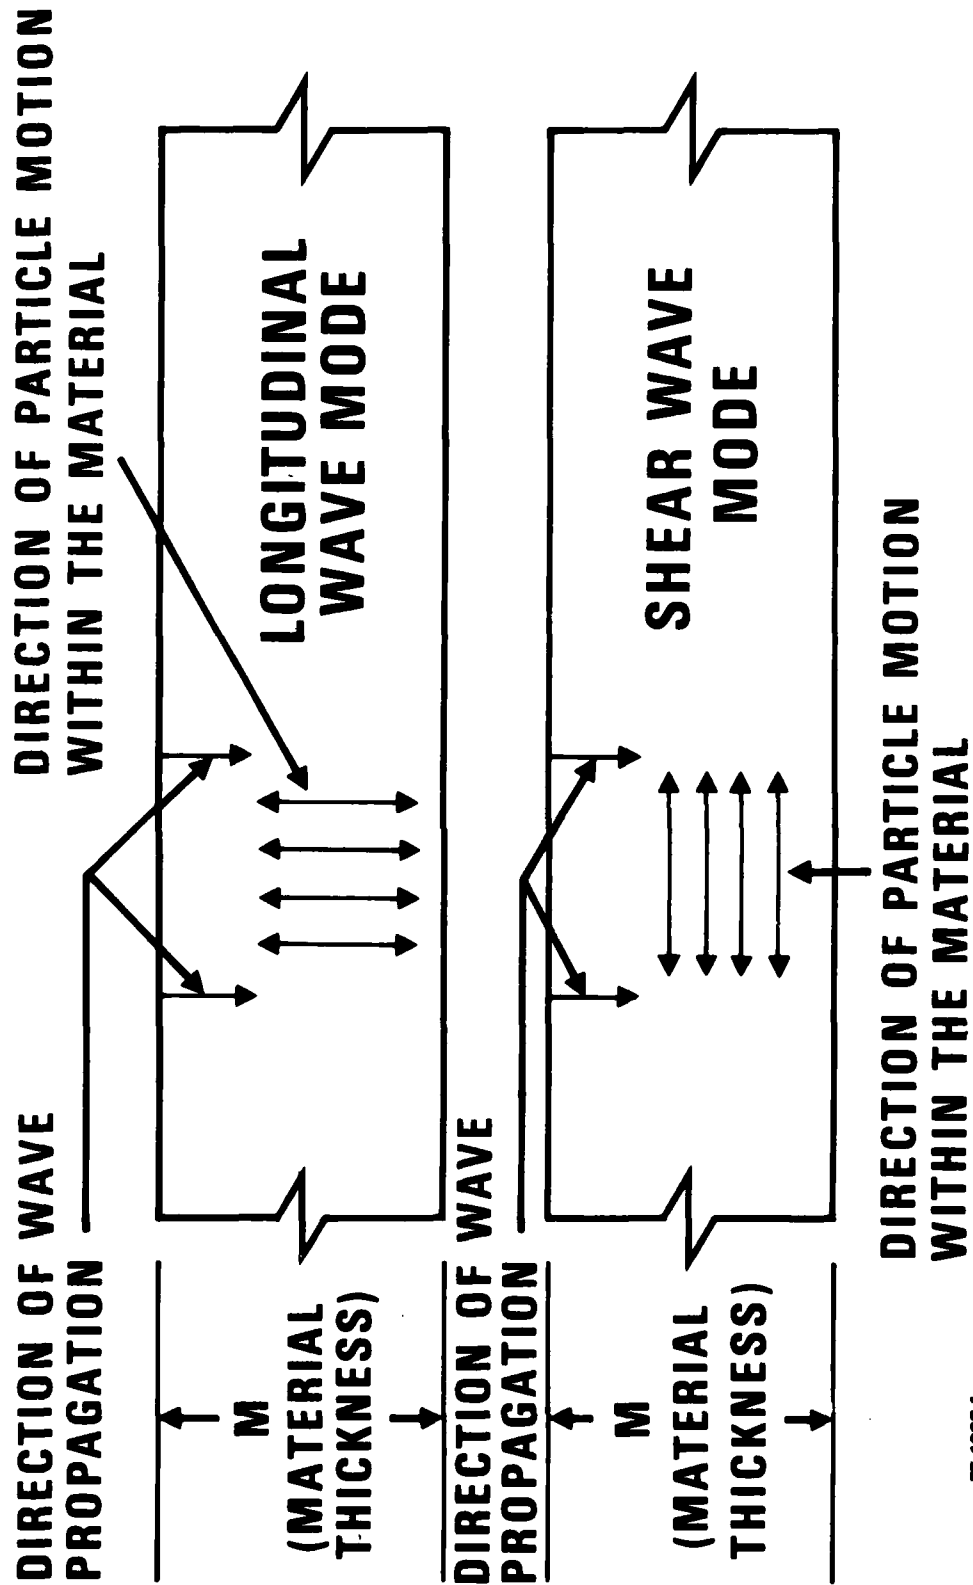 DIRECTION OF PARTICLE MOTION
WITHIN THE MATERIAL
DIRECTION OF WAVE
PROPAGATION
LONGITUDINAL
WAVE MODE
M
(MATERIAL
THICKNESS)
DIRECTION OF WAVE
PROPAGATION
SHEAR WAVE
MODE
M
(MATERIAL
THICKNESS)
DIRECTION OF PARTICLE MOTION
WITHIN THE MATERIAL